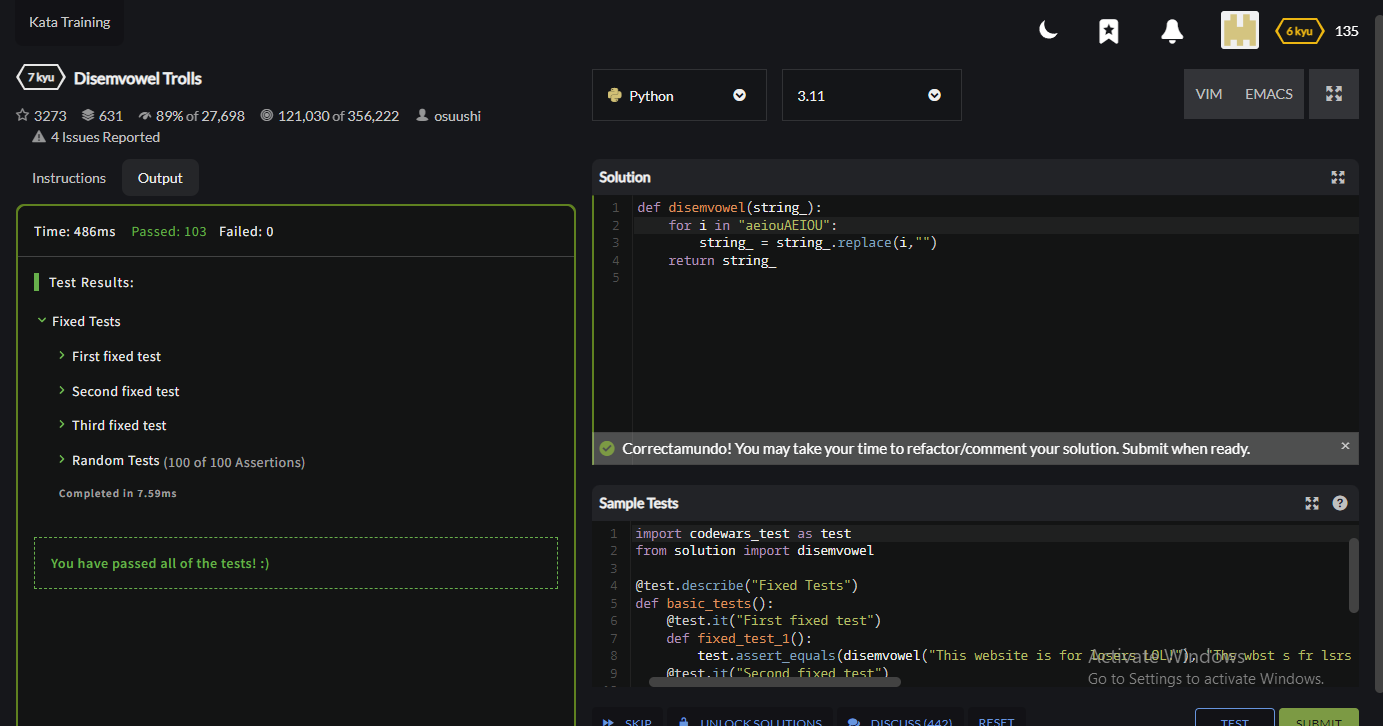 Kata Training
6 kyu 135
7 kyu Disemvowel Trolls
3273 631 89% of 27,698 121,030 of 356,222 osuushi
4 Issues Reported
Python
3.11
VIM EMACS
Instructions Output
Time: 486ms Passed: 103 Failed: 0
Test Results:
Fixed Tests
First fixed test
Second fixed test
Third fixed test
Random Tests (100 of 100 Assertions)
Completed in 7.59ms
You have passed all of the tests! :)
Solution
1 def disemvowel(string_):
2 for i in "aeiouAEIOU":
3 string_ = string_.replace(i,"")
4 return string_
5
Correctamundo! You may take your time to refactor/comment your solution. Submit when ready.
Sample Tests
1 import codewars_test as test
2 from solution import disemvowel
3
4 @test.describe("Fixed Tests")
5 def basic_tests():
6 @test.it("First fixed test")
7 def fixed_test_1():
8 test.assert_equals(disemvowel("This website is for losers LOL!"), "Ths wbst s fr lsrs
9 @test.it("Second fixed test")
Activate Windows
Go to Settings to activate Windows.
SKIP UNLOCK SOLUTIONS DISCUSS (442) RESET TEST SUBMIT